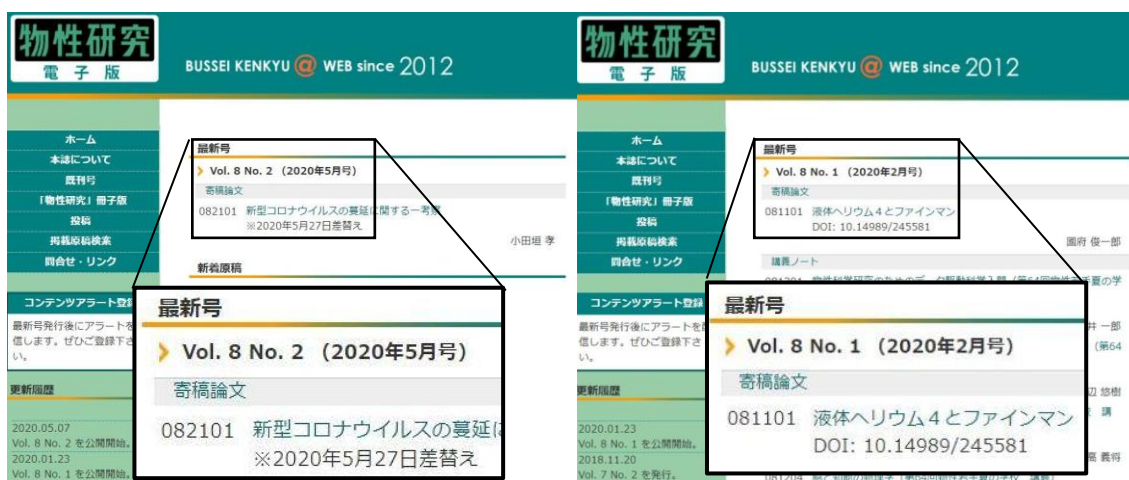 物性研究
電子版
BUSSEI KENKYU@ WEB since 2012
ホーム
本誌について
既刊号
「物性研究」冊子版
投稿
掲載原稿検索
問合せ・リンク
コンテンツアラート登録
最新号発行後にアラートを
信します。ぜひご登録下さ
い。
更新履歴
2020.05.07
Vol. 8 No. 2 を公開開始。
2020.01.23
Vol. 8 No. 1 を公開開始。
最新号
Vol. 8 No. 2 (2020年5月号)
寄稿論文
082101 新型コロナウイルスの蔓延に関する一考察
※2020年5月27日差替え
小田垣 孝
新着原稿
最新号
Vol. 8 No. 2 (2020年5月号)
寄稿論文
082101 新型コロナウイルスの蔓延に
※2020年5月27日差替え
物性研究
電子版
BUSSEI KENKYU@ WEB since 2012
ホーム
本誌について
既刊号
「物性研究」冊子版
投稿
掲載原稿検索
問合せ・リンク
コンテンツアラート登録
最新号発行後にアラートを
信します。ぜひご登録下さ
い。
更新履歴
2020.01.23
Vol. 8 No. 1 を公開開始。
2018.11.20
Vol. 7 No. 2 を発行。
最新号
Vol. 8 No. 1 (2020年2月号)
寄稿論文
081101 液体ヘリウム4とファインマン
DOI: 10.14989/245581
國府 俊一郎
講義ノート
夏の学
井 一郎
(第64
辺 悠樹
講
高 義将
最新号
Vol. 8 No. 1 (2020年2月号)
寄稿論文
081101 液体ヘリウム4とファインマン
DOI: 10.14989/245581